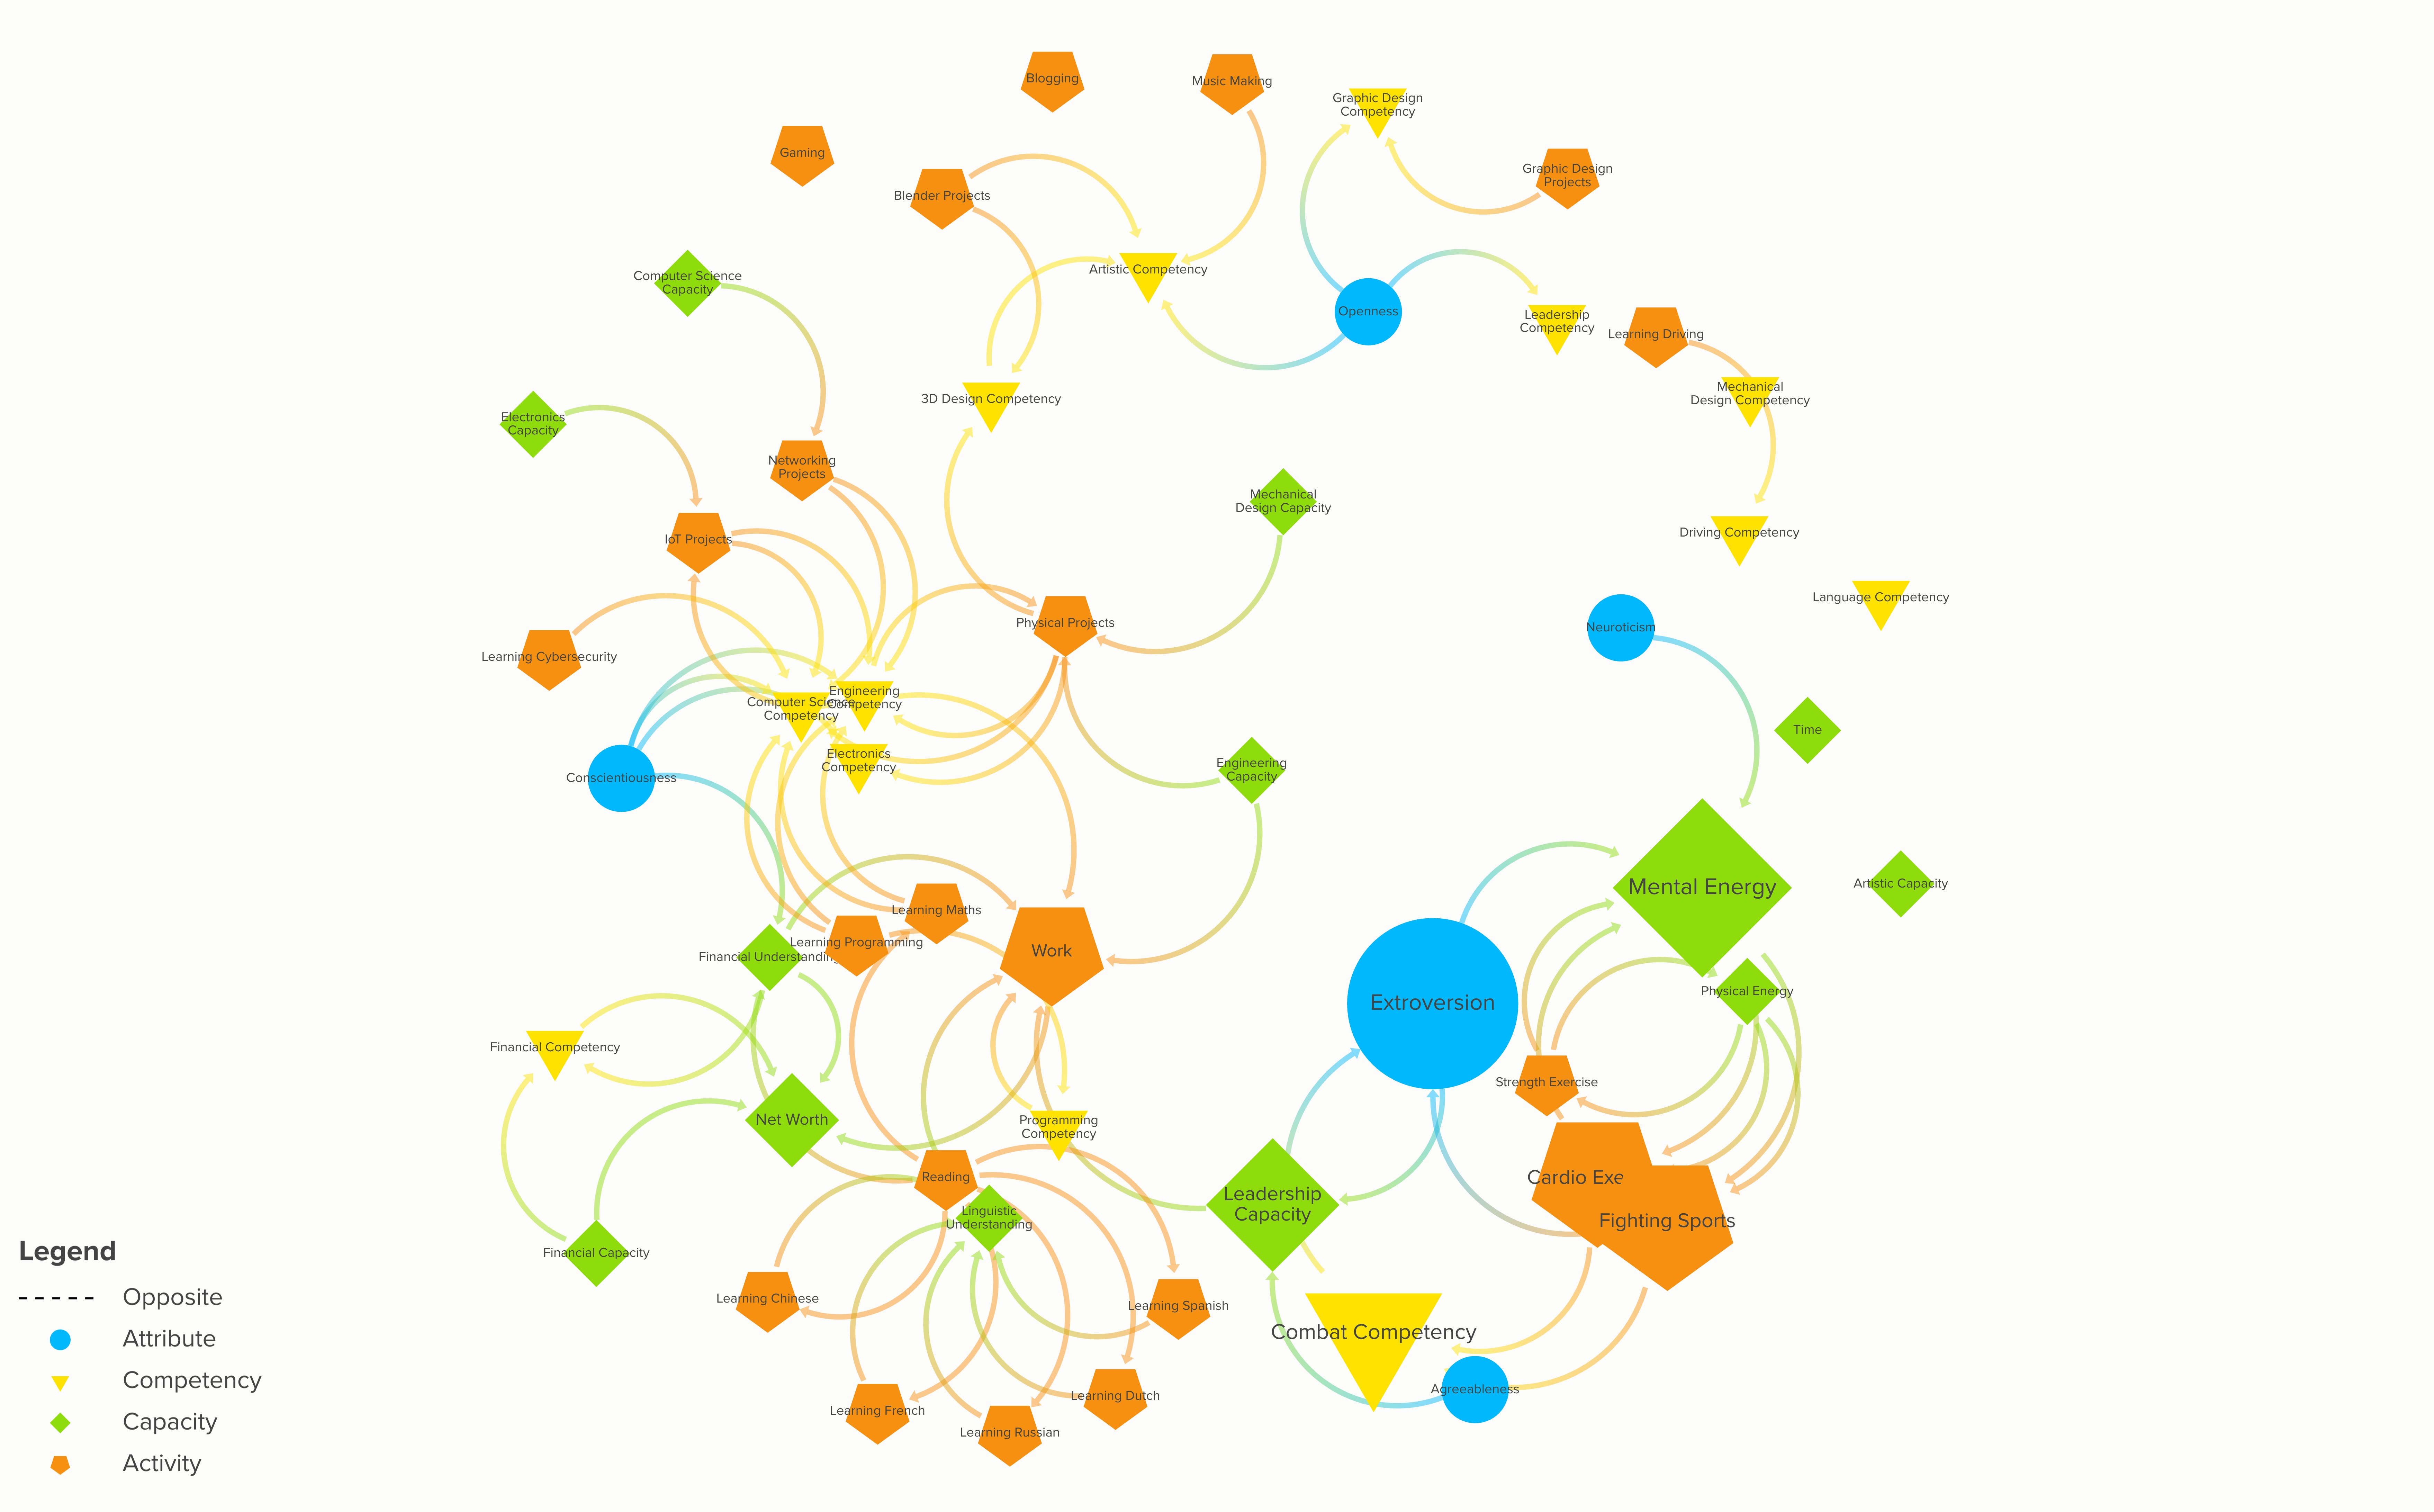 Blogging
Music Making
Graphic Design
Competency
Gaming
Graphic Design
Projects
Blender Projects
Artistic Competency
Computer Science
Capacity
Openness
Leadership
Competency
Learning Driving
Mechanical
Design Competency
3D Design Competency
Electronics
Capacity
Networking
Projects
Mechanical
Design Capacity
IoT Projects
Driving Competency
Language Competency
Physical Projects
Neuroticism
Learning Cybersecurity
Engineering
Competency
Computer Science
Competency
Time
Electronics
Competency
Engineering
Capacity
Conscientiousness
Mental Energy
Artistic Capacity
Learning Maths
Learning Programming
Work
Financial Understanding
Physical Energy
Extroversion
Financial Competency
Strength Exercise
Net Worth
Programming
Competency
Reading
Cardio Exe
Leadership
Capacity
Linguistic
Understanding
Fighting Sports
Financial Capacity
Learning Chinese
Learning Spanish
Combat Competency
Agreeableness
Learning Dutch
Learning French
Learning Russian
Legend
Opposite
Attribute
Competency
Capacity
Activity